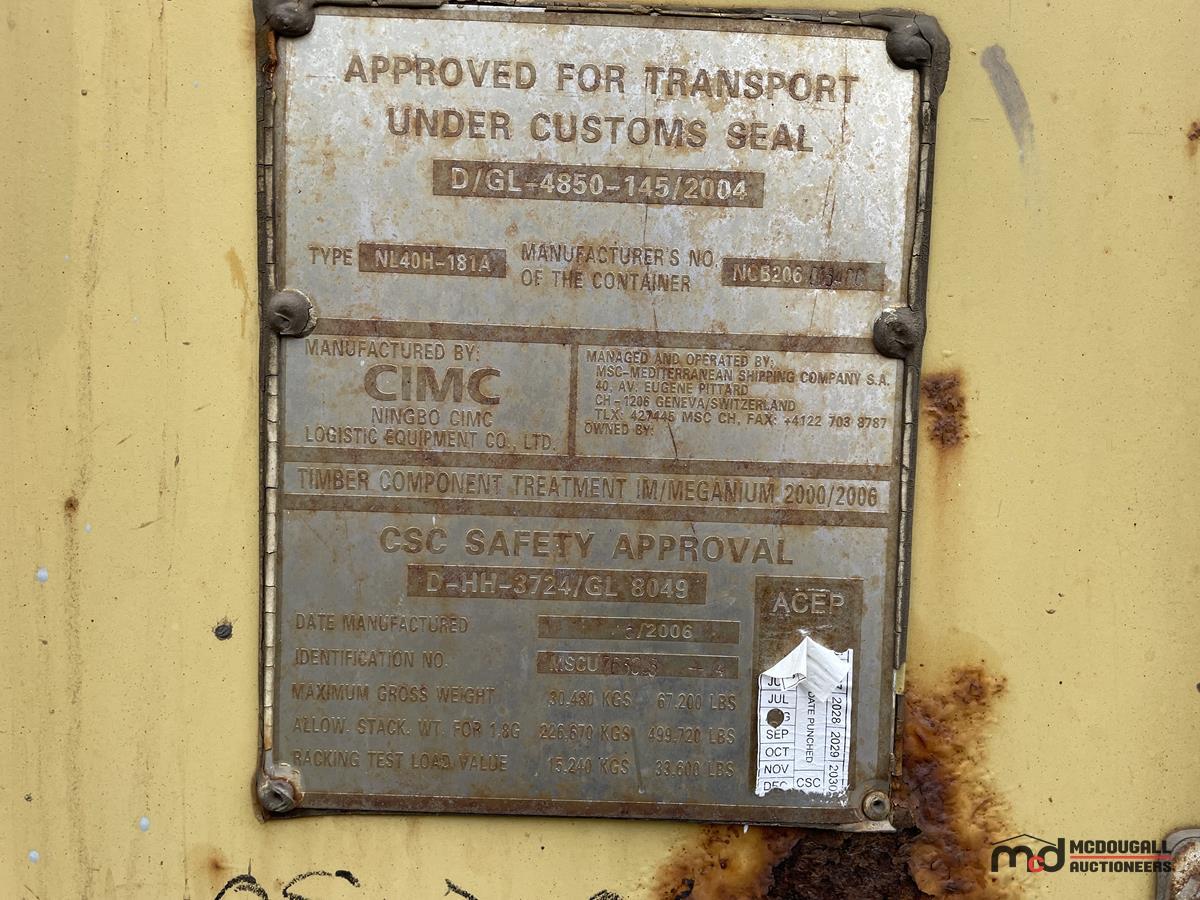 APPROVED FOR TRANSPORT
UNDER CUSTOMS SEAL
D/GL-4850-145/2004
TYPE NL40H-181A
MANUFACTURER'S NO.
OF THE CONTAINER
NCB206
MANUFACTURED BY:
CIMC
NINGBO CIMC
LOGISTIC EQUIPMENT CO., LTD.
MANAGED AND OPERATED BY:
MSC-MEDITERRANEAN SHIPPING COMPANY S.A.
40, AV. EUGENE PITTARD
CH-1206 GENEVA/SWITZERLAND
TLX: 427445 MSC CH, FAX: +4122 703 8787
OWNED BY:
TIMBER COMPONENT TREATMENT IM/MEGANIUM 2000/2006
CSC SAFETY APPROVAL
D-HH-3724/GL 8049
DATE MANUFACTURED /2006
IDENTIFICATION NO. MSCU
MAXIMUM GROSS WEIGHT 30.480 KGS 67.200 LBS
ALLOW. STACK. WT. FOR 1.8G 226.670 KGS 499.720 LBS
RACKING TEST LOAD VALUE 15.240 KGS 33.600 LBS
ACEP
JUL
SEP
OCT
NOV
DEC
DATE PUNCHED
CSC
2028 2029 2030
mcd MCDOUGALL
AUCTIONEERS